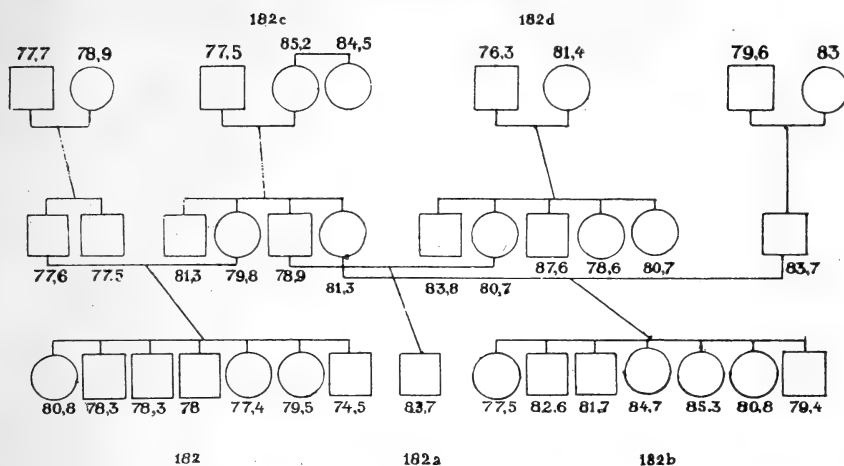 182c 182d
77,7 78,9 77,5 85,2 84,5 76,3 81,4 79,6 83
77,6 77,5 81,3 79,8 78,9 81,3 83,8 80,7 87,6 78,6 80,7 83,7
80,8 78,3 78,3 78 77,4 79,5 74,5 83,7 77,5 82.6 81,7 84,7 85.3 80,8 79,4
182 182a 182b